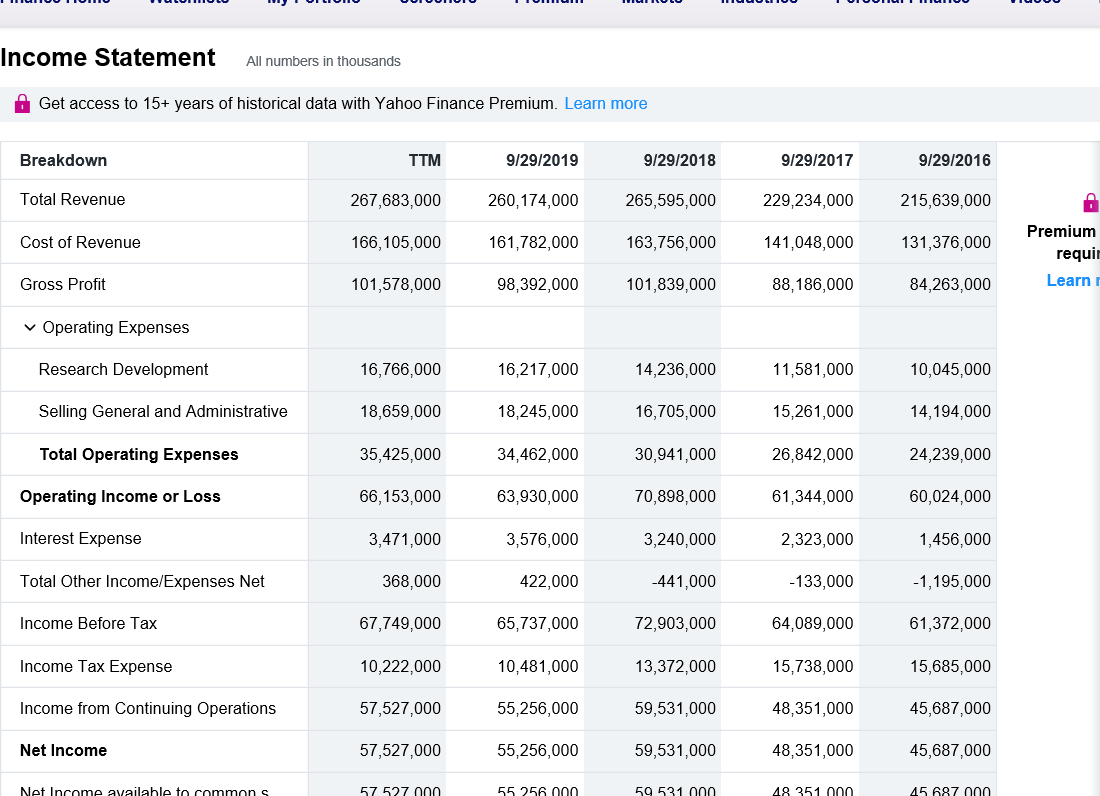 Finance Home Watchlists My Portfolio Screeners Premium Markets Industries Personal Finance Videos
Income Statement All numbers in thousands
Get access to 15+ years of historical data with Yahoo Finance Premium. Learn more
Breakdown TTM 9/29/2019 9/29/2018 9/29/2017 9/29/2016
Total Revenue 267,683,000 260,174,000 265,595,000 229,234,000 215,639,000
Cost of Revenue 166,105,000 161,782,000 163,756,000 141,048,000 131,376,000
Premium
requir
Gross Profit 101,578,000 98,392,000 101,839,000 88,186,000 84,263,000
Learn
Operating Expenses
Research Development 16,766,000 16,217,000 14,236,000 11,581,000 10,045,000
Selling General and Administrative 18,659,000 18,245,000 16,705,000 15,261,000 14,194,000
Total Operating Expenses 35,425,000 34,462,000 30,941,000 26,842,000 24,239,000
Operating Income or Loss 66,153,000 63,930,000 70,898,000 61,344,000 60,024,000
Interest Expense 3,471,000 3,576,000 3,240,000 2,323,000 1,456,000
Total Other Income/Expenses Net 368,000 422,000 -441,000 -133,000 -1,195,000
Income Before Tax 67,749,000 65,737,000 72,903,000 64,089,000 61,372,000
Income Tax Expense 10,222,000 10,481,000 13,372,000 15,738,000 15,685,000
Income from Continuing Operations 57,527,000 55,256,000 59,531,000 48,351,000 45,687,000
Net Income 57,527,000 55,256,000 59,531,000 48,351,000 45,687,000
Net Income available to common s 57,527,000 55,256,000 59,531,000 48,351,000 45,687,000